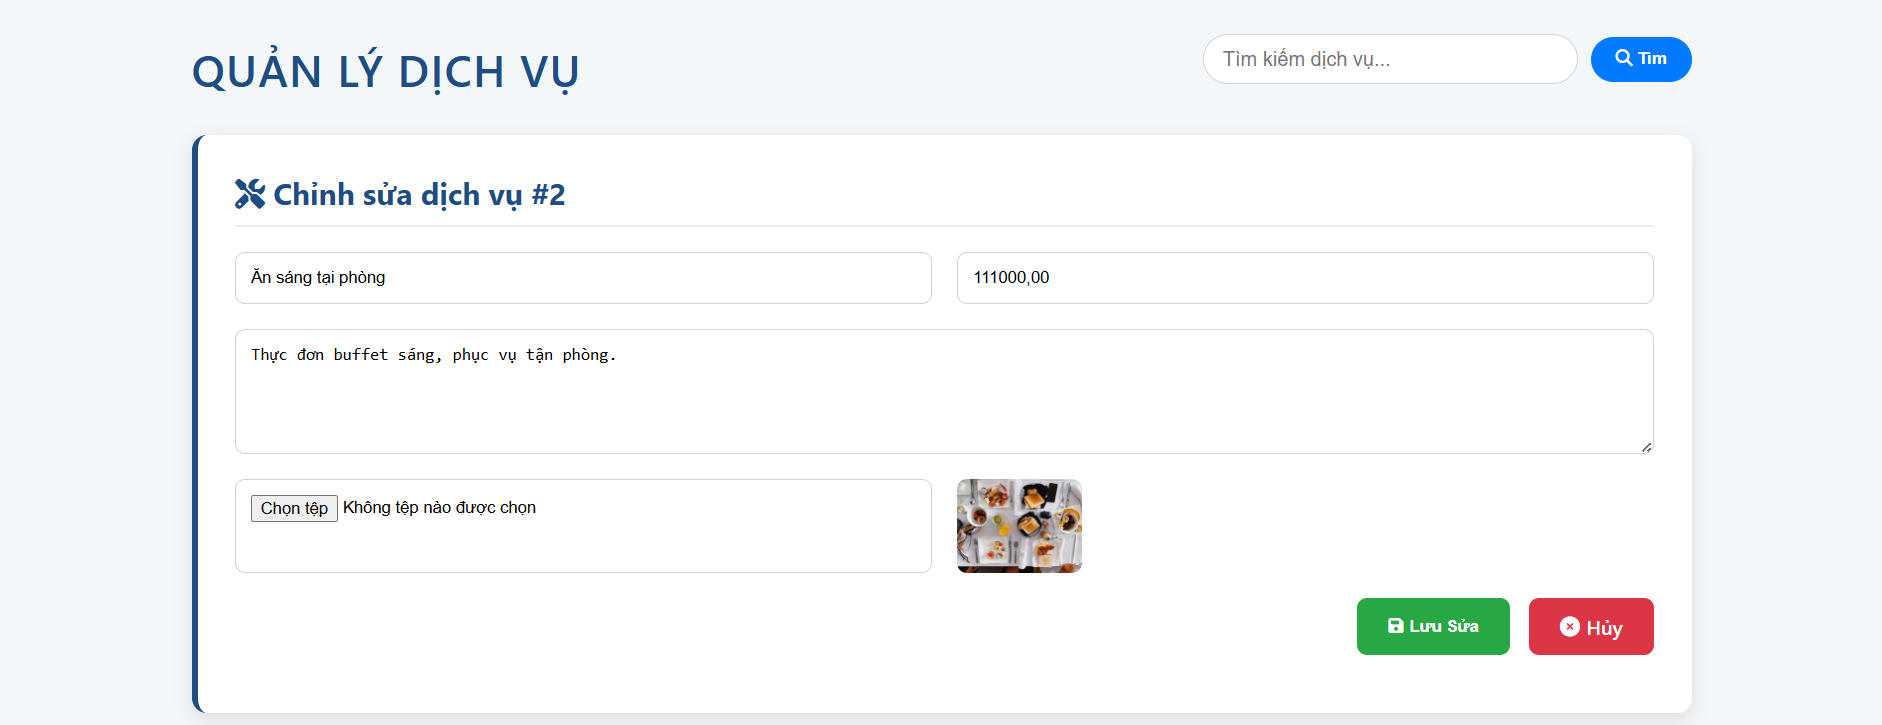 QUẢN LÝ DỊCH VỤ
Tìm kiếm dịch vụ...
Tìm
Chỉnh sửa dịch vụ #2
Ăn sáng tại phòng
111000,00
Thực đơn buffet sáng, phục vụ tận phòng.
Chọn tệp Không tệp nào được chọn
Lưu Sửa
Hủy